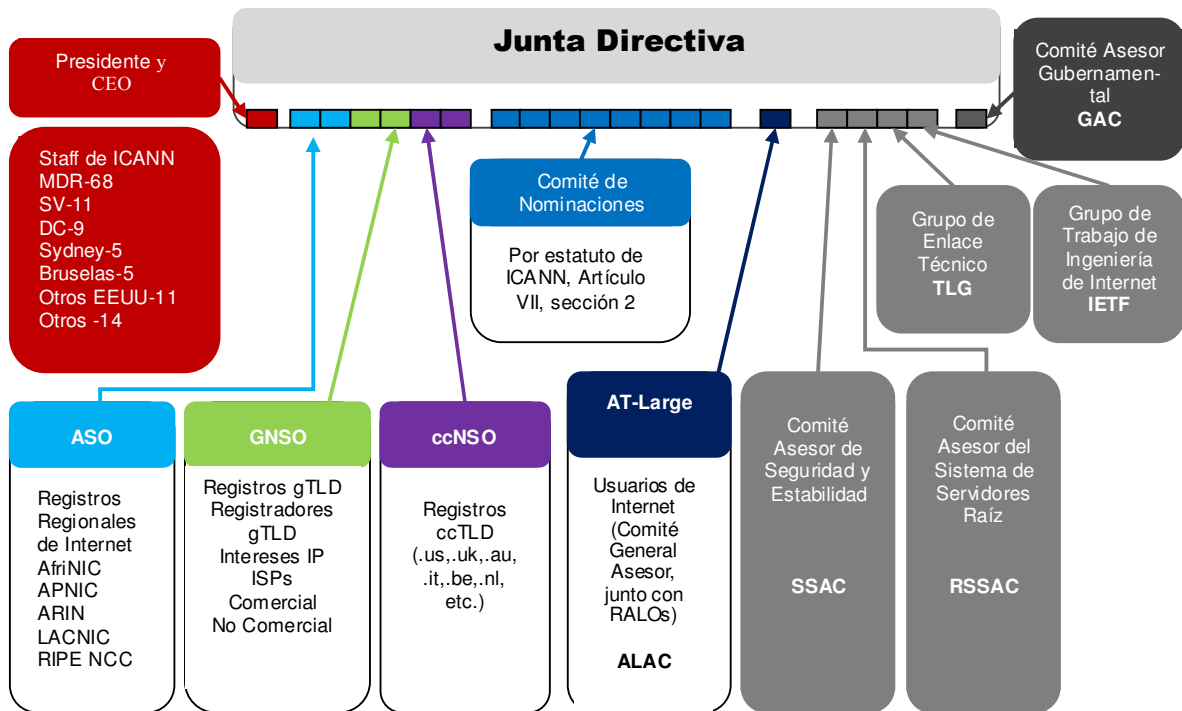 Junta Directiva
Presidente y
CEO
Comité Asesor
Gubernamen-
tal
GAC
Staff de ICANN
MDR-68
SV-11
DC-9
Sydney-5
Bruselas-5
Otros EEUU-11
Otros -14
Comité de
Nominaciones
Por estatuto de
ICANN, Artículo
VII, sección 2
Grupo de
Enlace
Técnico
TLG
Grupo de
Trabajo de
Ingeniería
de Internet
IETF
ASO
Registros
Regionales
de Internet
AfriNIC
APNIC
ARIN
LACNIC
RIPE NCC
GNSO
Registros gTLD
Registradores
gTLD
Intereses IP
ISPs
Comercial
No Comercial
ccNSO
Registros
ccTLD
(.us,.uk,.au,
.it,.be,.nl,
etc.)
AT-Large
Usuarios de
Internet
(Comité
General
Asesor,
junto con
RALOs)
ALAC
Comité
Asesor de
Seguridad y
Estabilidad
SSAC
Comité
Asesor del
Sistema de
Servidores
Raíz
RSSAC